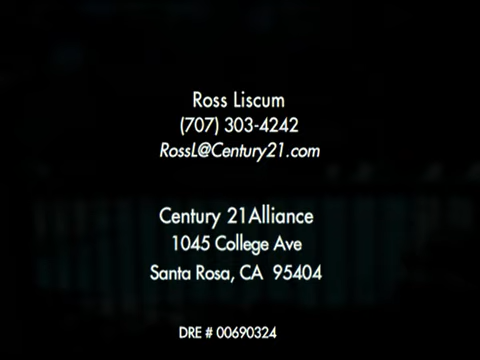 Ross Liscum
(707) 303-4242
RossL@Century21.com
Century 21Alliance
1045 College Ave
Santa Rosa, CA  95404
DRE # 00690324